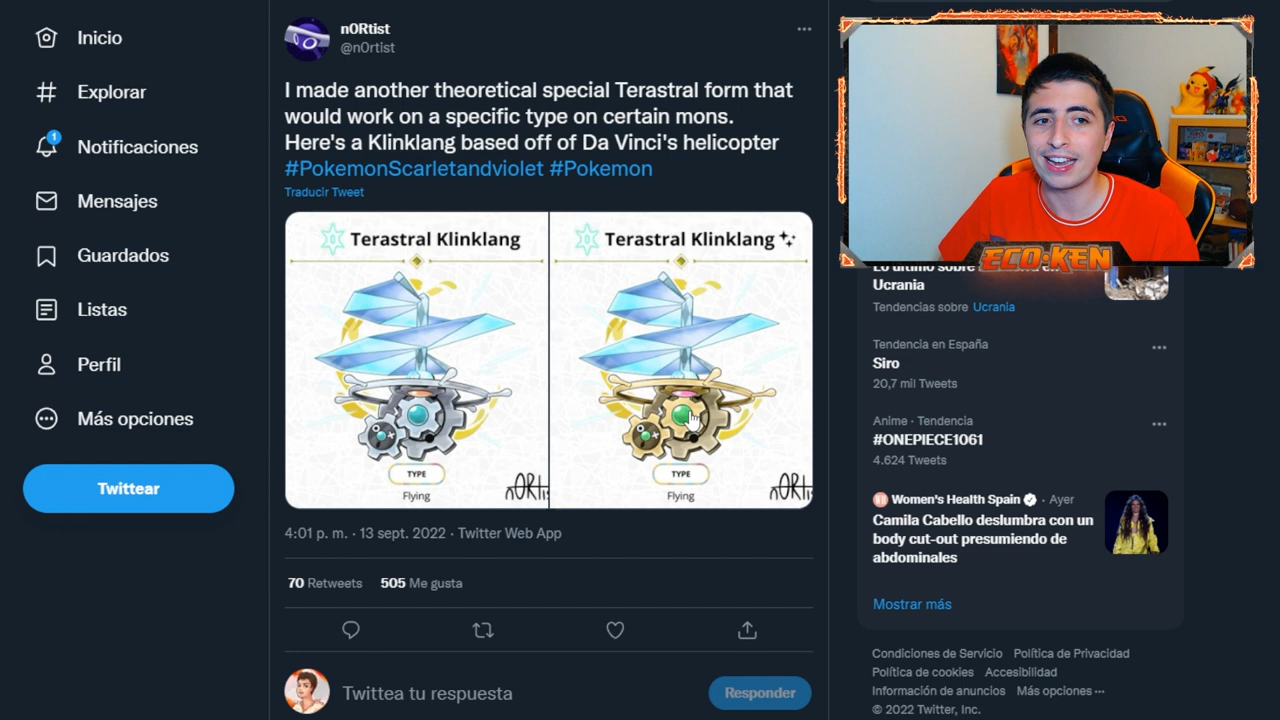 Inicio
Explorar
1
Notificaciones
Mensajes
Guardados
Listas
Perfil
Más opciones
Twittear
n0Rtist
@n0rtist
I made another theoretical special Terastral form that
would work on a specific type on certain mons.
Here's a Klinklang based off of Da Vinci's helicopter
#PokemonScarletandviolet #Pokemon
Traducir Tweet
Terastral Klinklang
TYPE
Flying
n0Rtis
Terastral Klinklang
TYPE
Flying
n0Rtis
4:01 p. m. · 13 sept. 2022 · Twitter Web App
70 Retweets 505 Me gusta
Twittea tu respuesta
Responder
ECO·KEN
Lo último sobre
Ucrania
Tendencias sobre Ucrania
Tendencia en España
Siro
20,7 mil Tweets
Anime · Tendencia
#ONEPIECE1061
4.624 Tweets
Women's Health Spain · Ayer
Camila Cabello deslumbra con un
body cut-out presumiendo de
abdominales
Mostrar más
Condiciones de Servicio Política de Privacidad
Política de cookies Accesibilidad
Información de anuncios Más opciones ···
© 2022 Twitter, Inc.